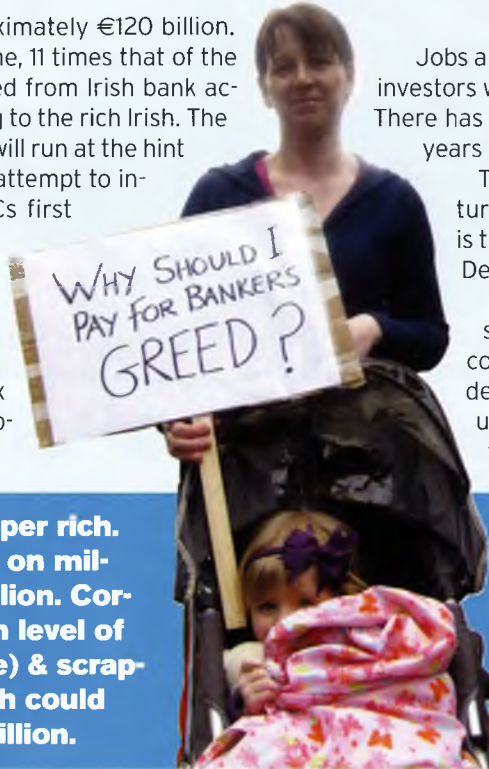 ximately €120 billion.
ne, 11 times that of the
ed from Irish bank ac-
g to the rich Irish. The
will run at the hint
attempt to in-
Cs first
x
o-
WHY SHOULD I
PAY FOR BANKERS
GREED?
Jobs a
investors w
There has
years
T
tur
is t
De
s
co
de
u
per rich.
on mil-
lion. Cor-
n level of
e) & scrap-
h could
illion.